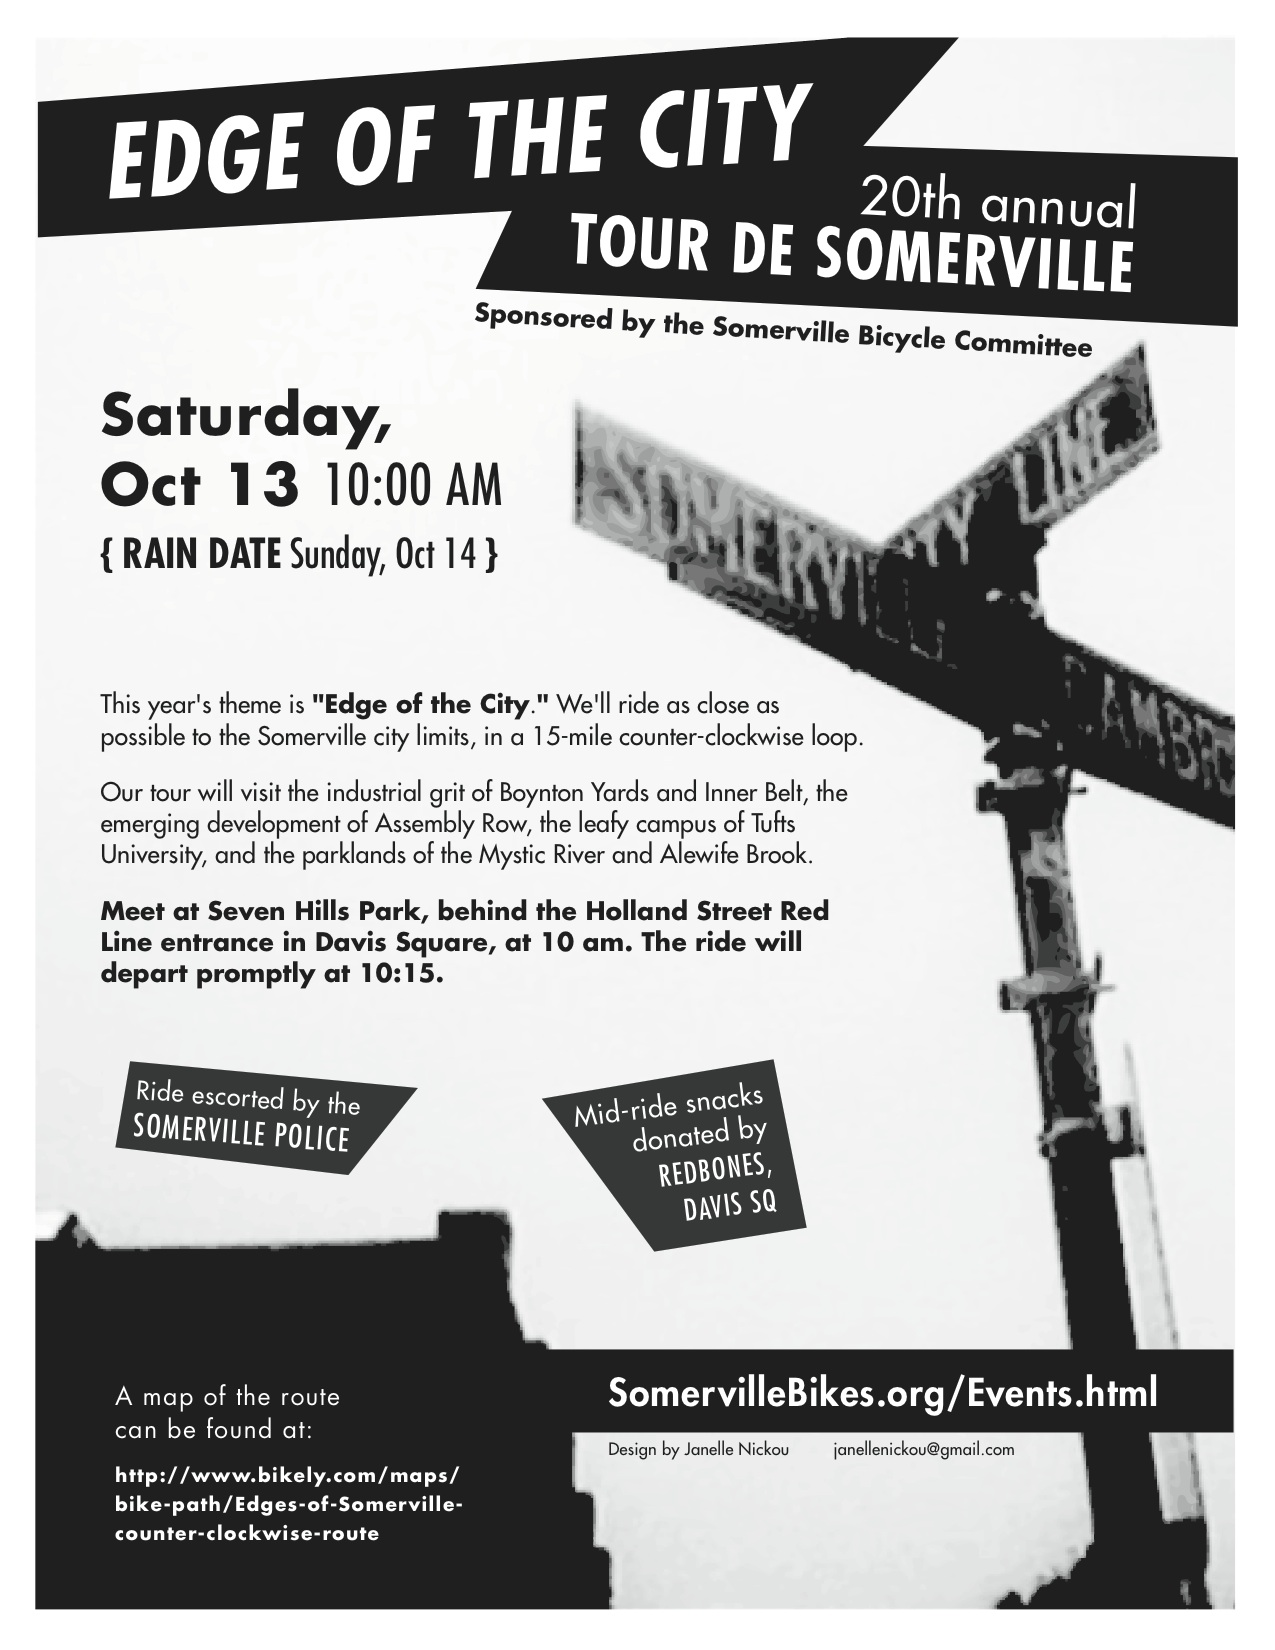 EDGE OF THE CITY
20th annual
TOUR DE SOMERVILLE
Sponsored by the Somerville Bicycle Committee
Saturday,
Oct 13 10:00 AM
{ RAIN DATE Sunday, Oct 14 }
SOMERVILLE
CITY LINE
CAMBRI
This year's theme is "Edge of the City." We'll ride as close as
possible to the Somerville city limits, in a 15-mile counter-clockwise loop.
Our tour will visit the industrial grit of Boynton Yards and Inner Belt, the
emerging development of Assembly Row, the leafy campus of Tufts
University, and the parklands of the Mystic River and Alewife Brook.
Meet at Seven Hills Park, behind the Holland Street Red
Line entrance in Davis Square, at 10 am. The ride will
depart promptly at 10:15.
Ride escorted by the
SOMERVILLE POLICE
Mid-ride snacks
donated by
REDBONES,
DAVIS SQ
A map of the route
can be found at:
http://www.bikely.com/maps/
bike-path/Edges-of-Somerville-
counter-clockwise-route
SomervilleBikes.org/Events.html
Design by Janelle Nickou janellenickou@gmail.com